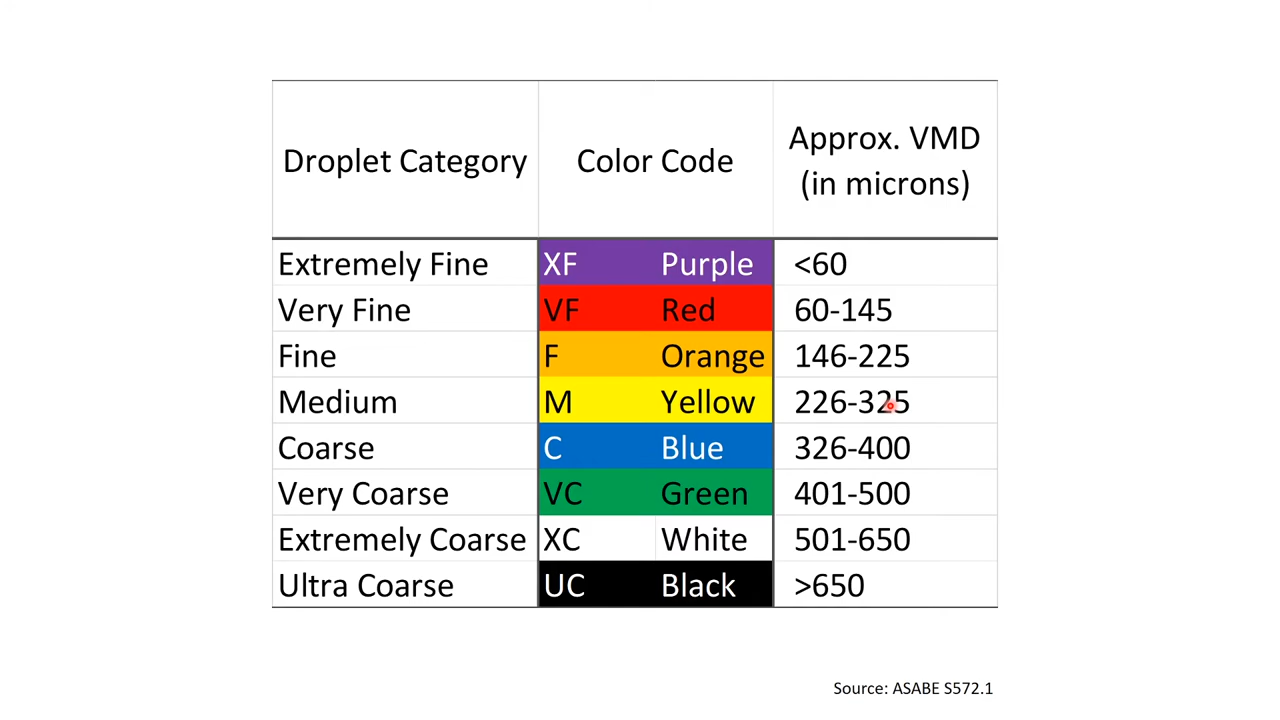 Droplet Category Color Code Approx. VMD
(in microns)
Extremely Fine XF Purple <60
Very Fine VF Red 60-145
Fine F Orange 146-225
Medium M Yellow 226-325
Coarse C Blue 326-400
Very Coarse VC Green 401-500
Extremely Coarse XC White 501-650
Ultra Coarse UC Black >650
Source: ASABE S572.1